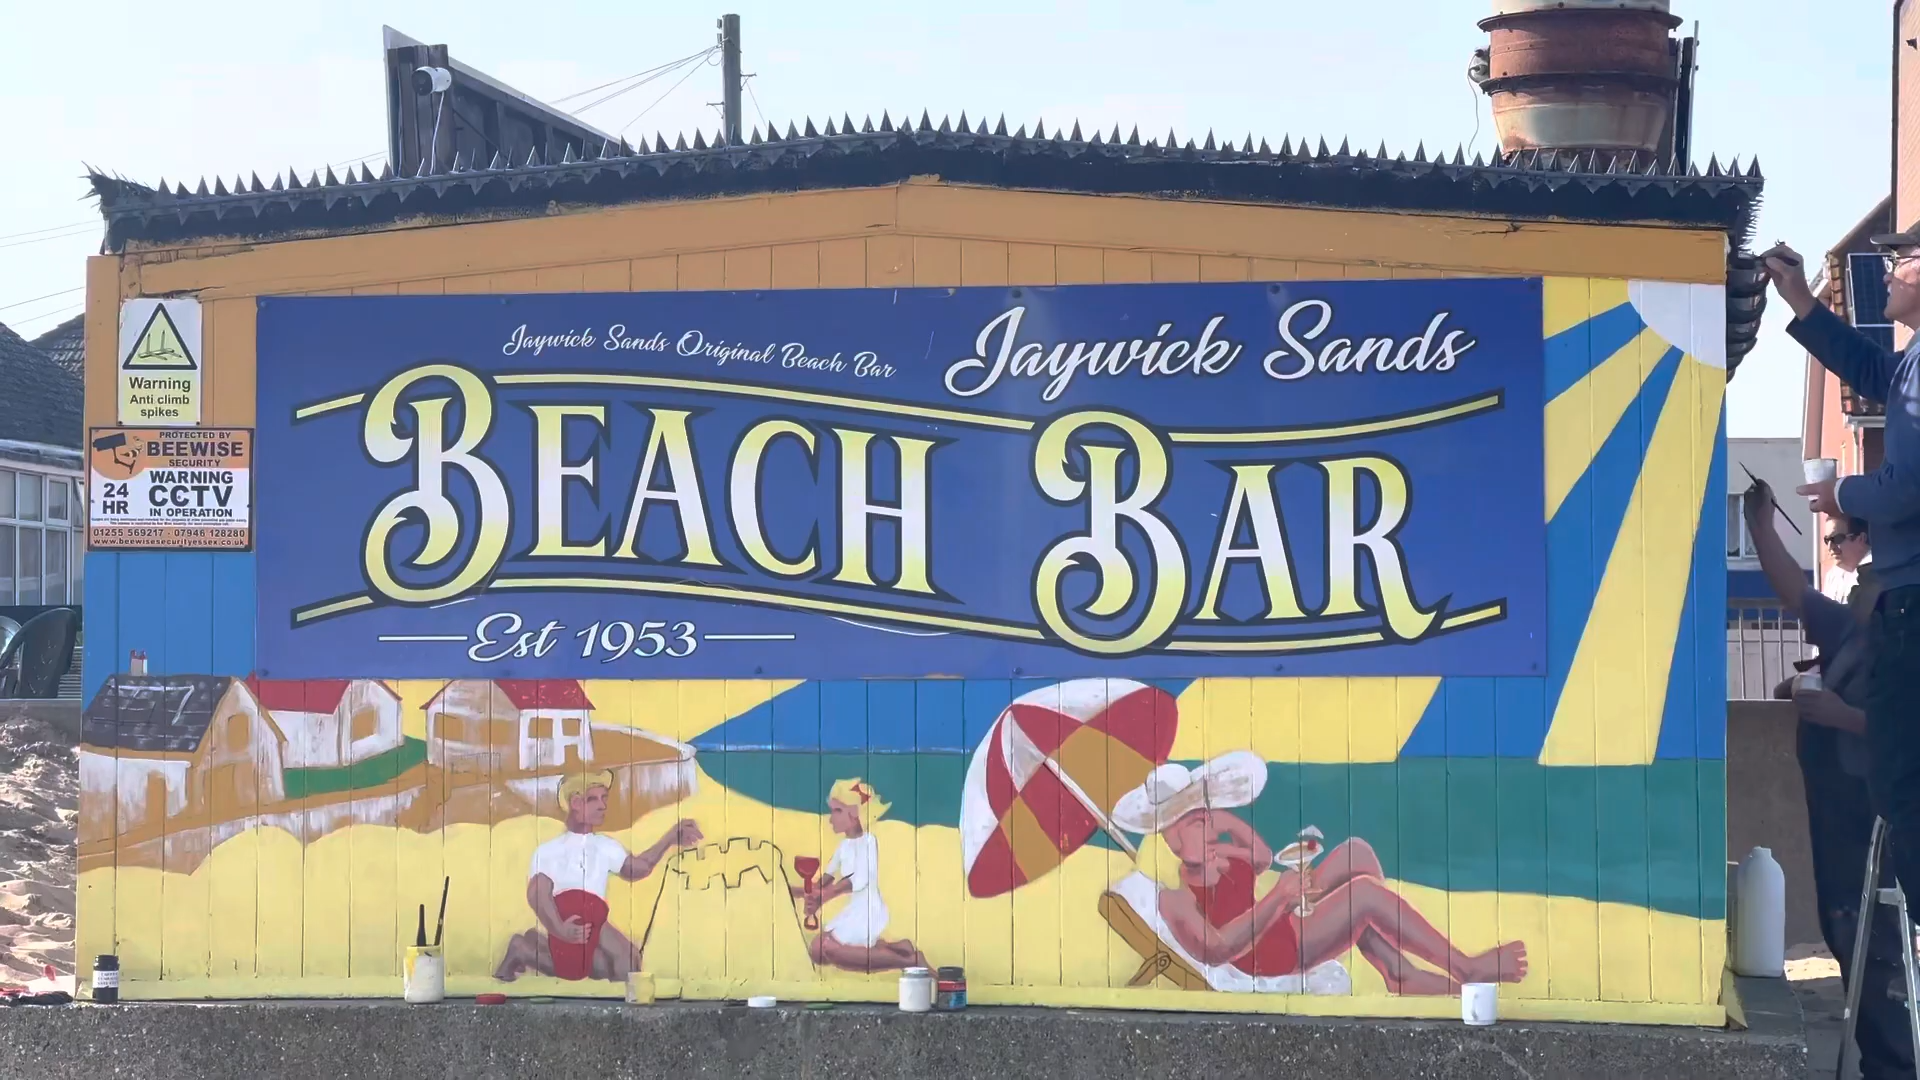 Jaywick Sands Original Beach Bar
Jaywick Sands
BEACH BAR
Est 1953
Warning
Anti climb
spikes
PROTECTED BY
BEEWISE
SECURITY
24
HR
WARNING
CCTV
IN OPERATION
01255 569217 - 07946 128280
www.beewisesecurityessex.co.uk